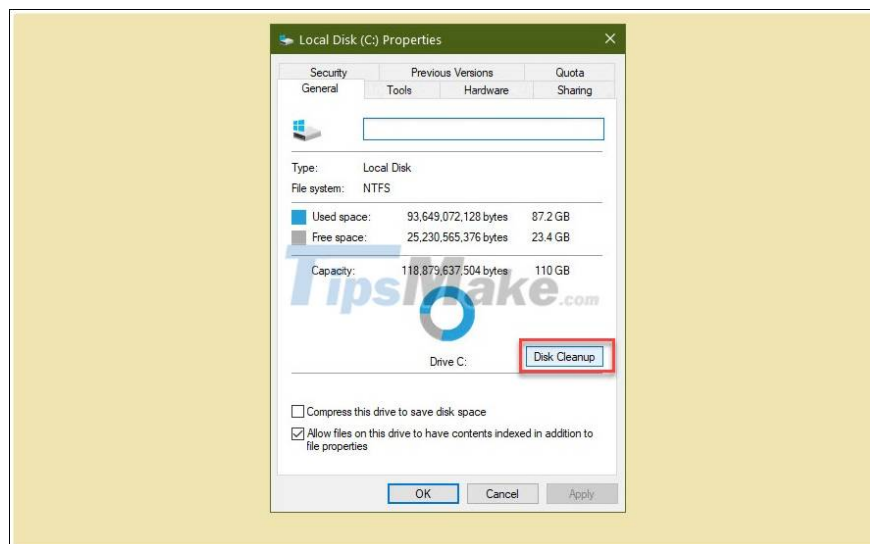 Local Disk (C:) Properties
Security Previous Versions Quota
General Tools Hardware Sharing
Type: Local Disk
File system: NTFS
Used space: 93,649,072,128 bytes 87.2 GB
Free space: 25,230,565,376 bytes 23.4 GB
Capacity: 118,879,637,504 bytes 110 GB
TipsMake.com
Drive C: Disk Cleanup
Compress this drive to save disk space
Allow files on this drive to have contents indexed in addition to
file properties
OK Cancel Apply